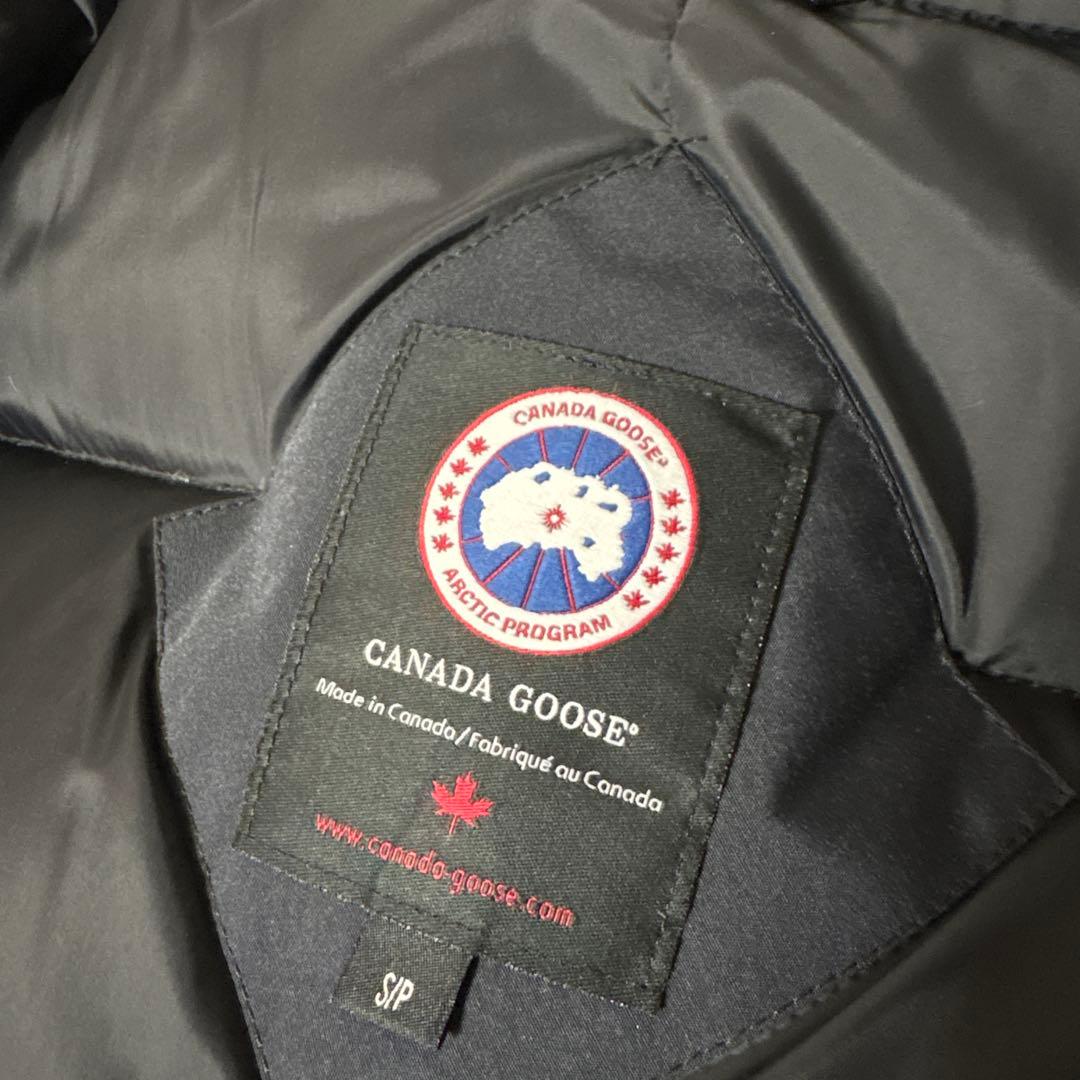 CANADA GOOSE®
ARCTIC PROGRAM
CANADA GOOSE®
Made in Canada/Fabriqué au Canada
www.canada-goose.com
S/P